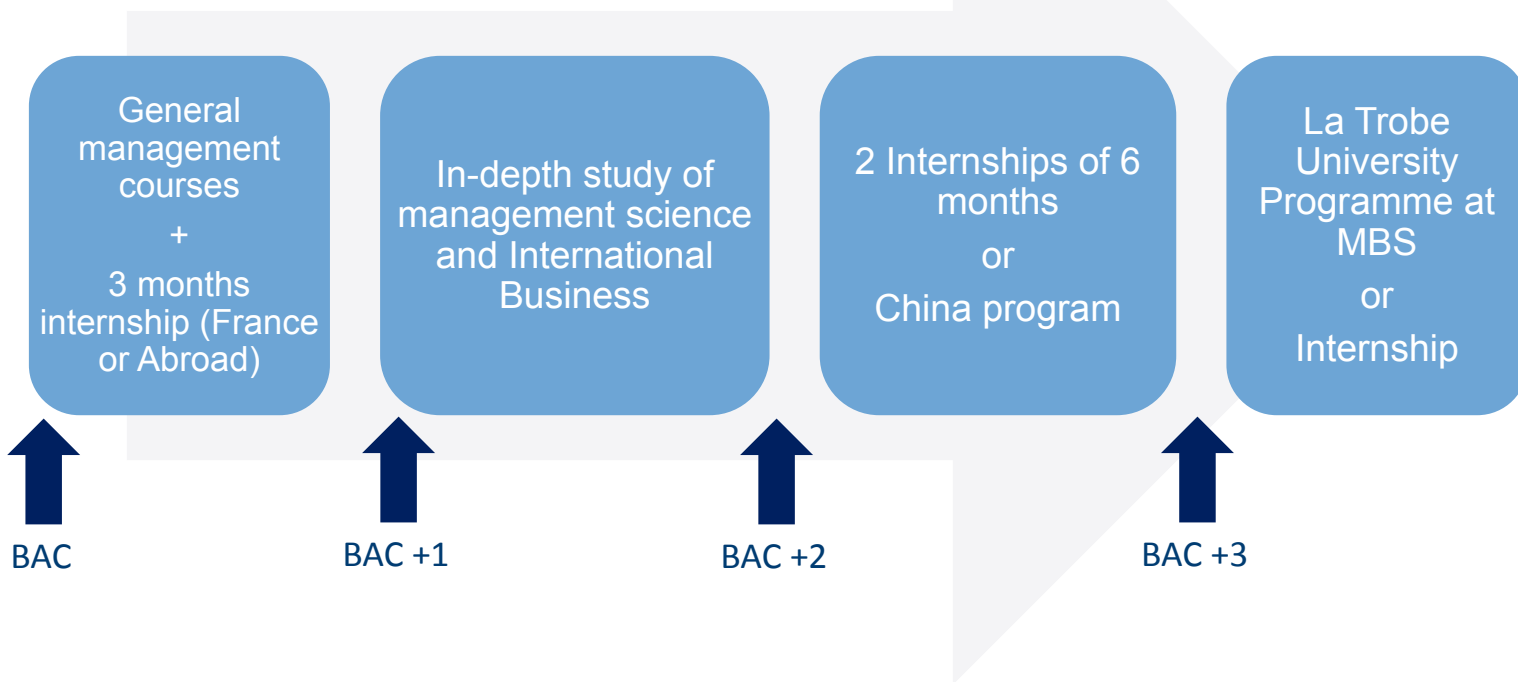 General
management
courses
+
3 months
internship (France
or Abroad)
In-depth study of
management science
and International
Business
2 Internships of 6
months
or
China program
La Trobe
University
Programme at
MBS
or
Internship
BAC
BAC +1
BAC +2
BAC +3